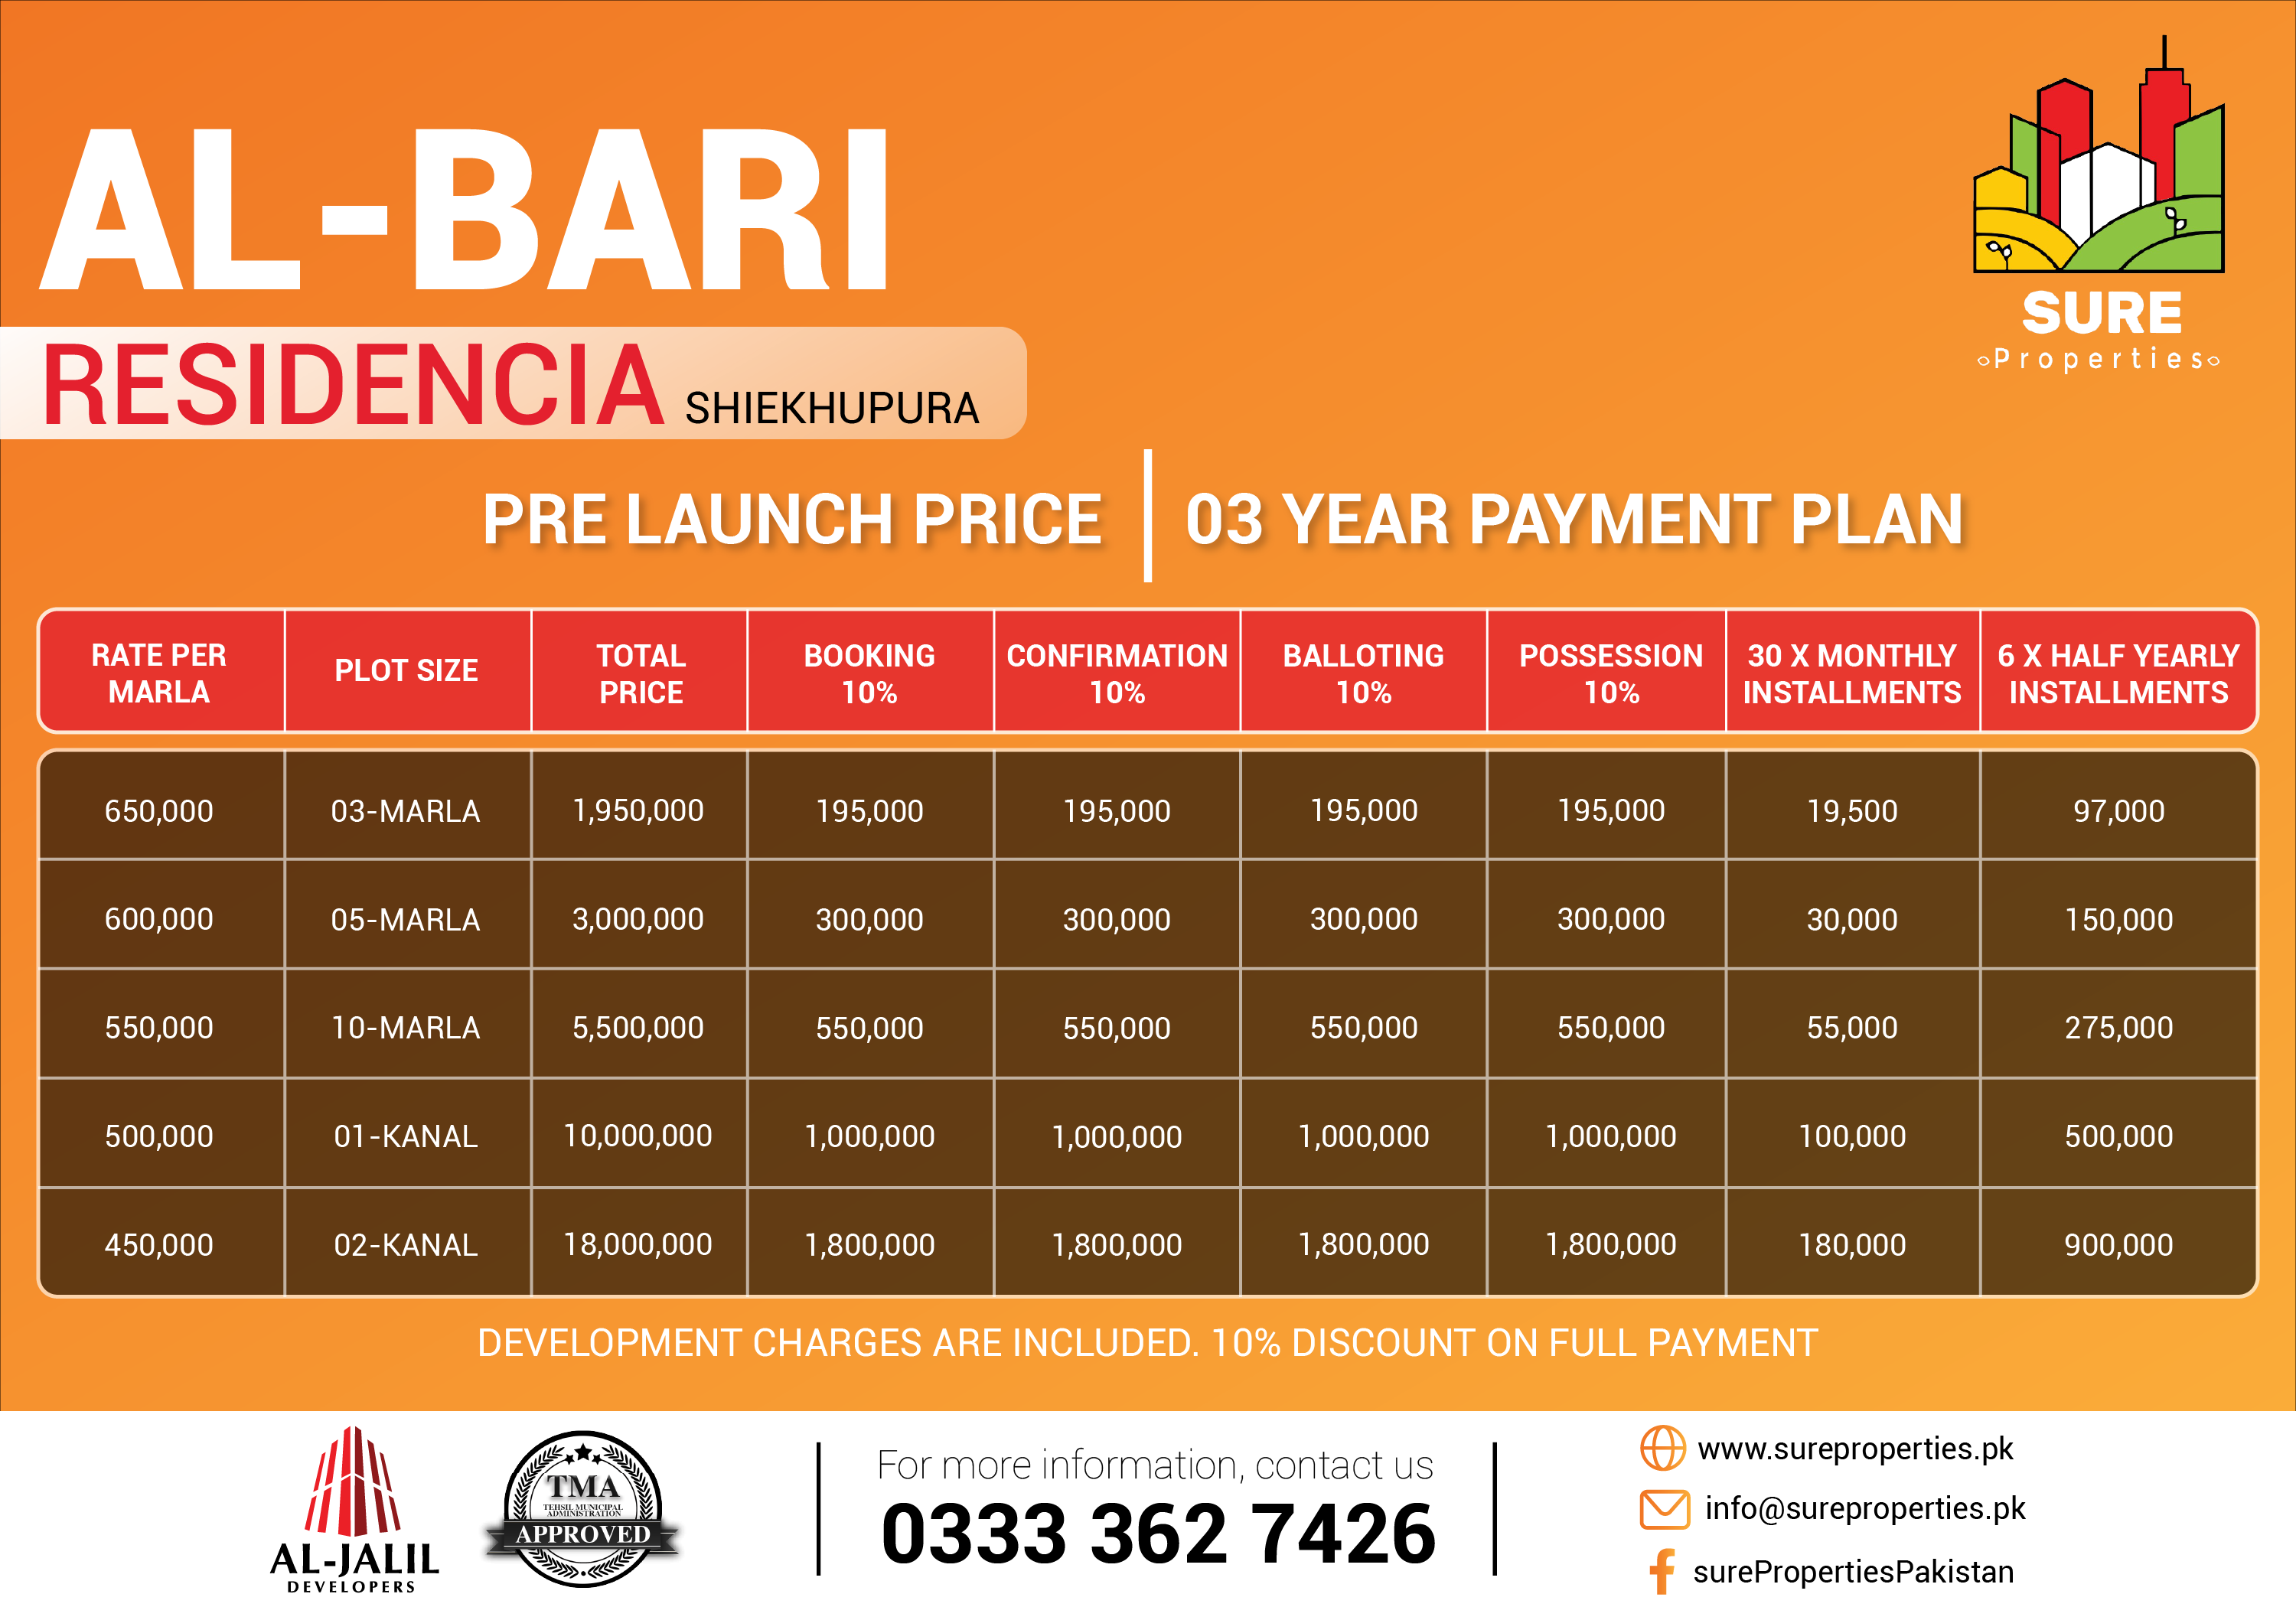 AL-BARI
RESIDENCIA SHIEKHUPURA
SURE
Properties
PRE LAUNCH PRICE | 03 YEAR PAYMENT PLAN
RATE PER MARLA PLOT SIZE TOTAL PRICE BOOKING 10% CONFIRMATION 10% BALLOTING 10% POSSESSION 10% 30 X MONTHLY INSTALLMENTS 6 X HALF YEARLY INSTALLMENTS
650,000 03-MARLA 1,950,000 195,000 195,000 195,000 195,000 19,500 97,000
600,000 05-MARLA 3,000,000 300,000 300,000 300,000 300,000 30,000 150,000
550,000 10-MARLA 5,500,000 550,000 550,000 550,000 550,000 55,000 275,000
500,000 01-KANAL 10,000,000 1,000,000 1,000,000 1,000,000 1,000,000 100,000 500,000
450,000 02-KANAL 18,000,000 1,800,000 1,800,000 1,800,000 1,800,000 180,000 900,000
DEVELOPMENT CHARGES ARE INCLUDED. 10% DISCOUNT ON FULL PAYMENT
AL-JALIL
DEVELOPERS
TMA
TEHSIL MUNICIPAL
ADMINISTRATION
APPROVED
For more information, contact us
0333 362 7426
www.sureproperties.pk
info@sureproperties.pk
surePropertiesPakistan